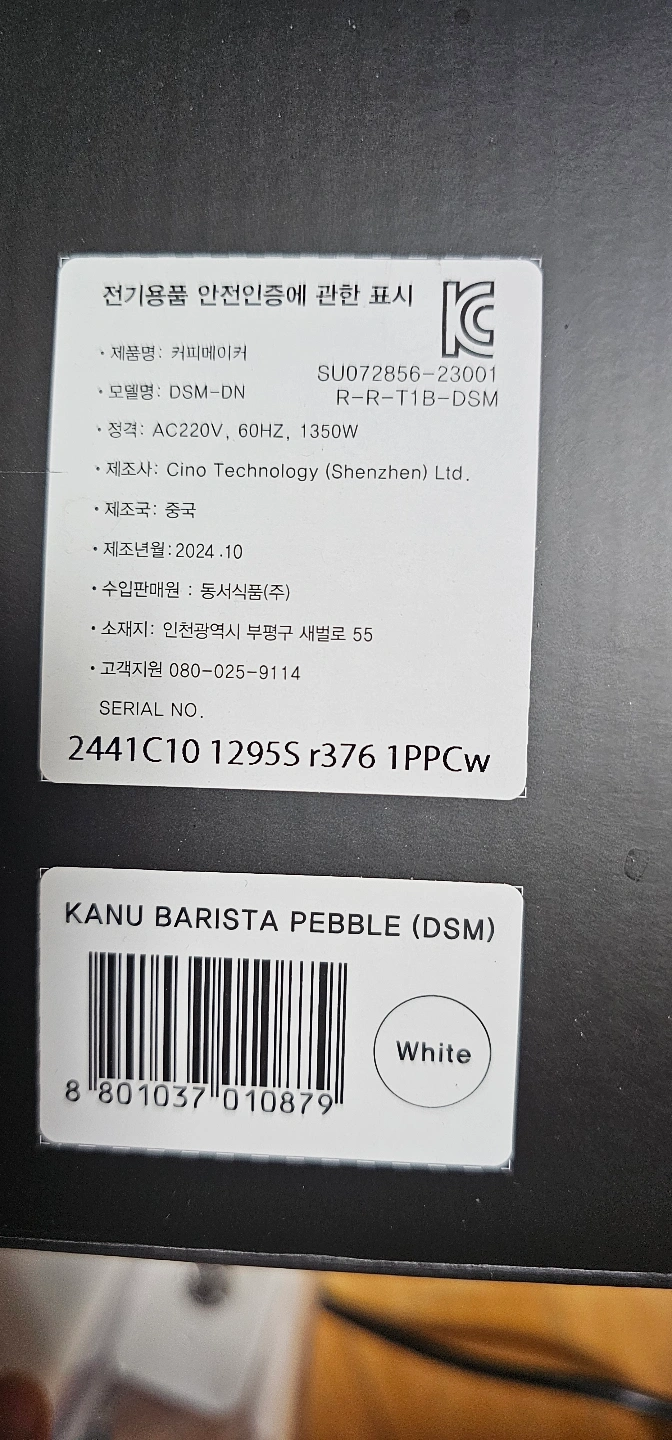 전기용품 안전인증에 관한 표시
KC
· 제품명: 커피메이커
SU072856-23001
· 모델명: DSM-DN
R-R-T1B-DSM
· 정격: AC220V, 60HZ, 1350W
· 제조사: Cino Technology (Shenzhen) Ltd.
· 제조국: 중국
· 제조년월: 2024.10
· 수입판매원 : 동서식품(주)
· 소재지: 인천광역시 부평구 새벌로 55
· 고객지원 080-025-9114
SERIAL NO.
2441C10 1295S r376 1PPCw
KANU BARISTA PEBBLE (DSM)
White
8 801037 010879